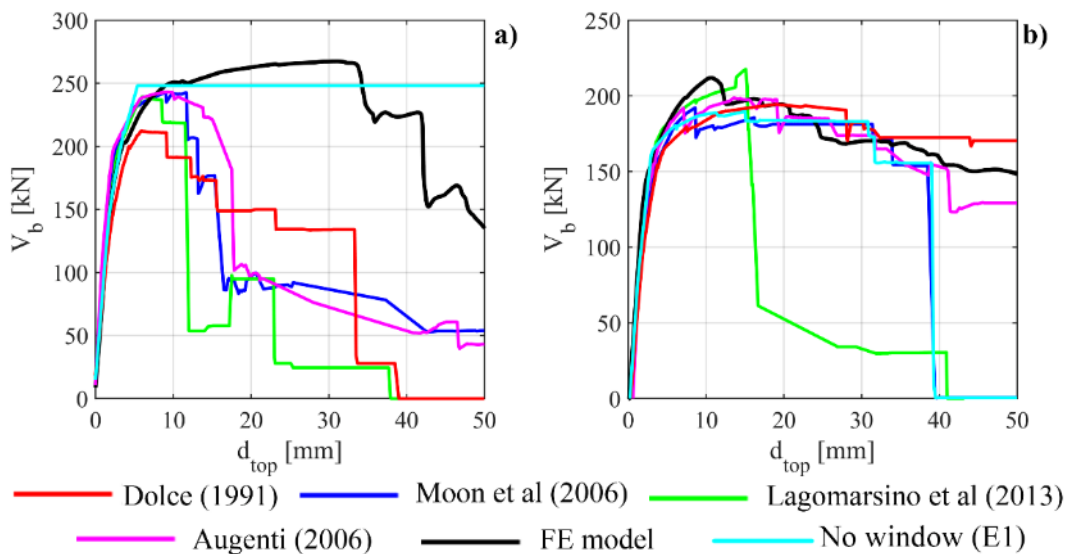 a)
V_b [kN]
300
250
200
150
100
50
0
0 10 20 30 40 50
d_top [mm]
b)
V_b [kN]
250
200
150
100
50
0
0 10 20 30 40 50
d_top [mm]
Dolce (1991) Moon et al (2006) Lagomarsino et al (2013)
Augenti (2006) FE model No window (E1)